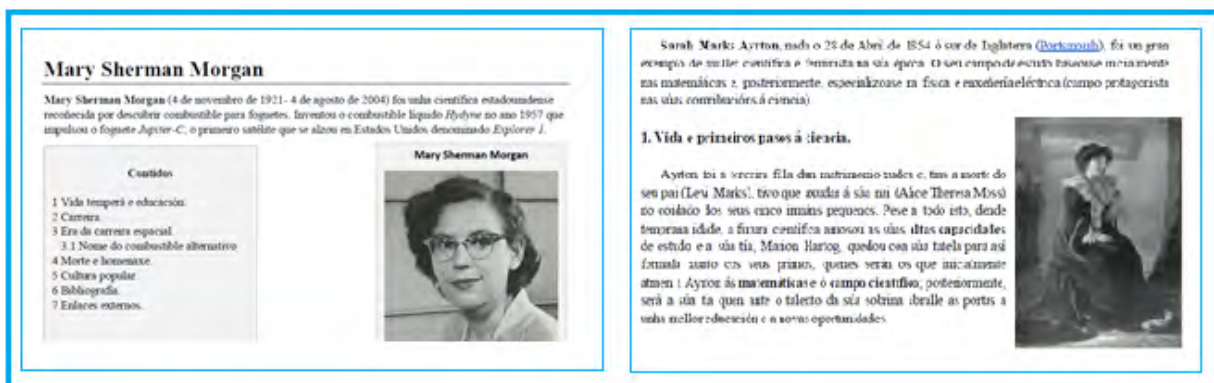 Mary Sherman Morgan
Mary Sherman Morgan (4 de novembro de 1921- 4 de agosto de 2004) foi unha científica estadounidense
recoñecida por descubrir combustible para foguetes. Inventou o combustible líquido Hydyne no ano 1957 que
impulsou o foguete Jupiter-C, o primeiro satélite que se alzou en Estados Unidos denominado Explorer 1.
Contidos
1 Vida temperá e educación.
2 Carreira.
3 Era da carreira espacial.
3.1 Nome do combustible alternativo
4 Morte e homenaxe.
5 Cultura popular
6 Bibliografía.
7 Enlaces externos.
Mary Sherman Morgan
Sarah Marks Ayrton, nada o 28 de Abril de 1854 ó sur de Inglaterra (Portsmouth), foi un gran
exemplo de muller científica e feminista na súa época. O seu campo de estudo baseouse inicialmente
nas matemáticas e, posteriormente, especializouse na física e enxeñería eléctrica (campo protagonista
nas súas contribucións á ciencia).
1. Vida e primeiros pasos á ciencia.
Ayrton foi a terceira filla dun matrimonio xudeu e, tras a morte do
seu pai (Levi Marks), tivo que axudar á súa nai (Alice Theresa Moss)
no coidado dos seus cinco irmáns pequenos. Pese a todo isto, dende
temprana idade, a futura científica amosou as súas altas capacidades
de estudo e a súa tía, Marion Hartog, quedou coa súa tutela para así
formala xunto cos seus primos, quenes serían os que inicialmente
a Ayrton ás matemáticas e ó campo científico; posteriormente,
será a súa tía quen ante o talento da súa sobriña abrille as portas a
unha mellor educación e a novas oportunidades.